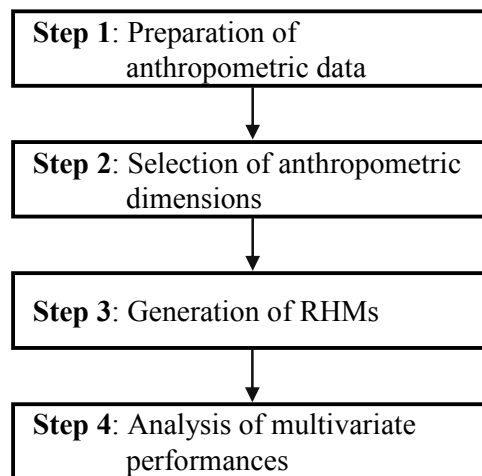 Step 1: Preparation of
anthropometric data
Step 2: Selection of anthropometric
dimensions
Step 3: Generation of RHMs
Step 4: Analysis of multivariate
performances